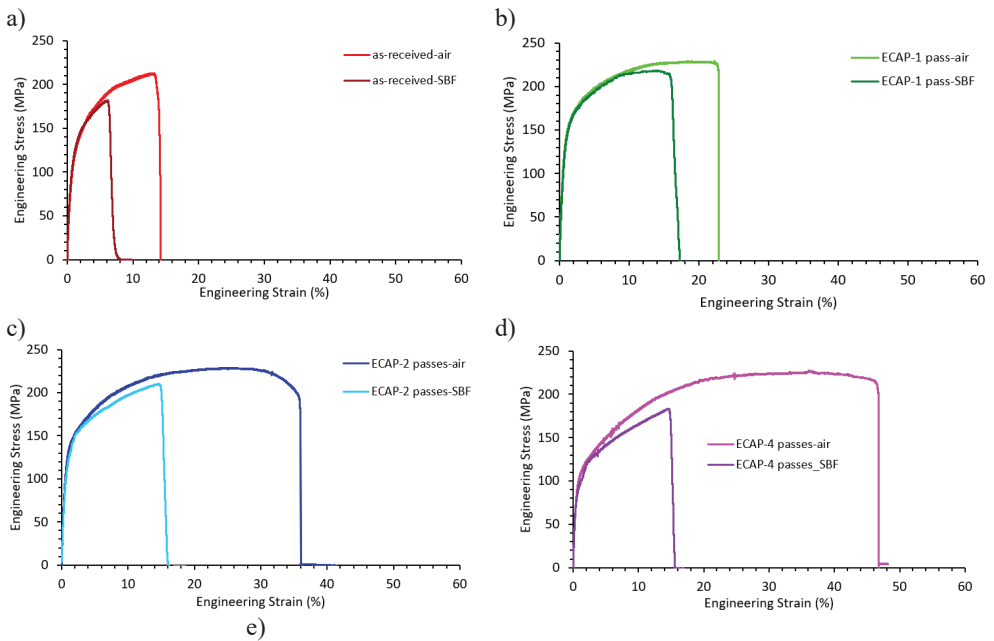 a)
250
200
150
100
50
0
Engineering Stress (MPa)
as-received-air
as-received-SBF
0 10 20 30 40 50 60
Engineering Strain (%)
b)
250
200
150
100
50
0
Engineering Stress (MPa)
ECAP-1 pass-air
ECAP-1 pass-SBF
0 10 20 30 40 50 60
Engineering Strain (%)
c)
250
200
150
100
50
0
Engineering Stress (MPa)
ECAP-2 passes-air
ECAP-2 passes-SBF
0 10 20 30 40 50 60
Engineering Strain (%)
d)
250
200
150
100
50
0
Engineering Stress (MPa)
ECAP-4 passes-air
ECAP-4 passes_SBF
0 10 20 30 40 50 60
Engineering Strain (%)
e)